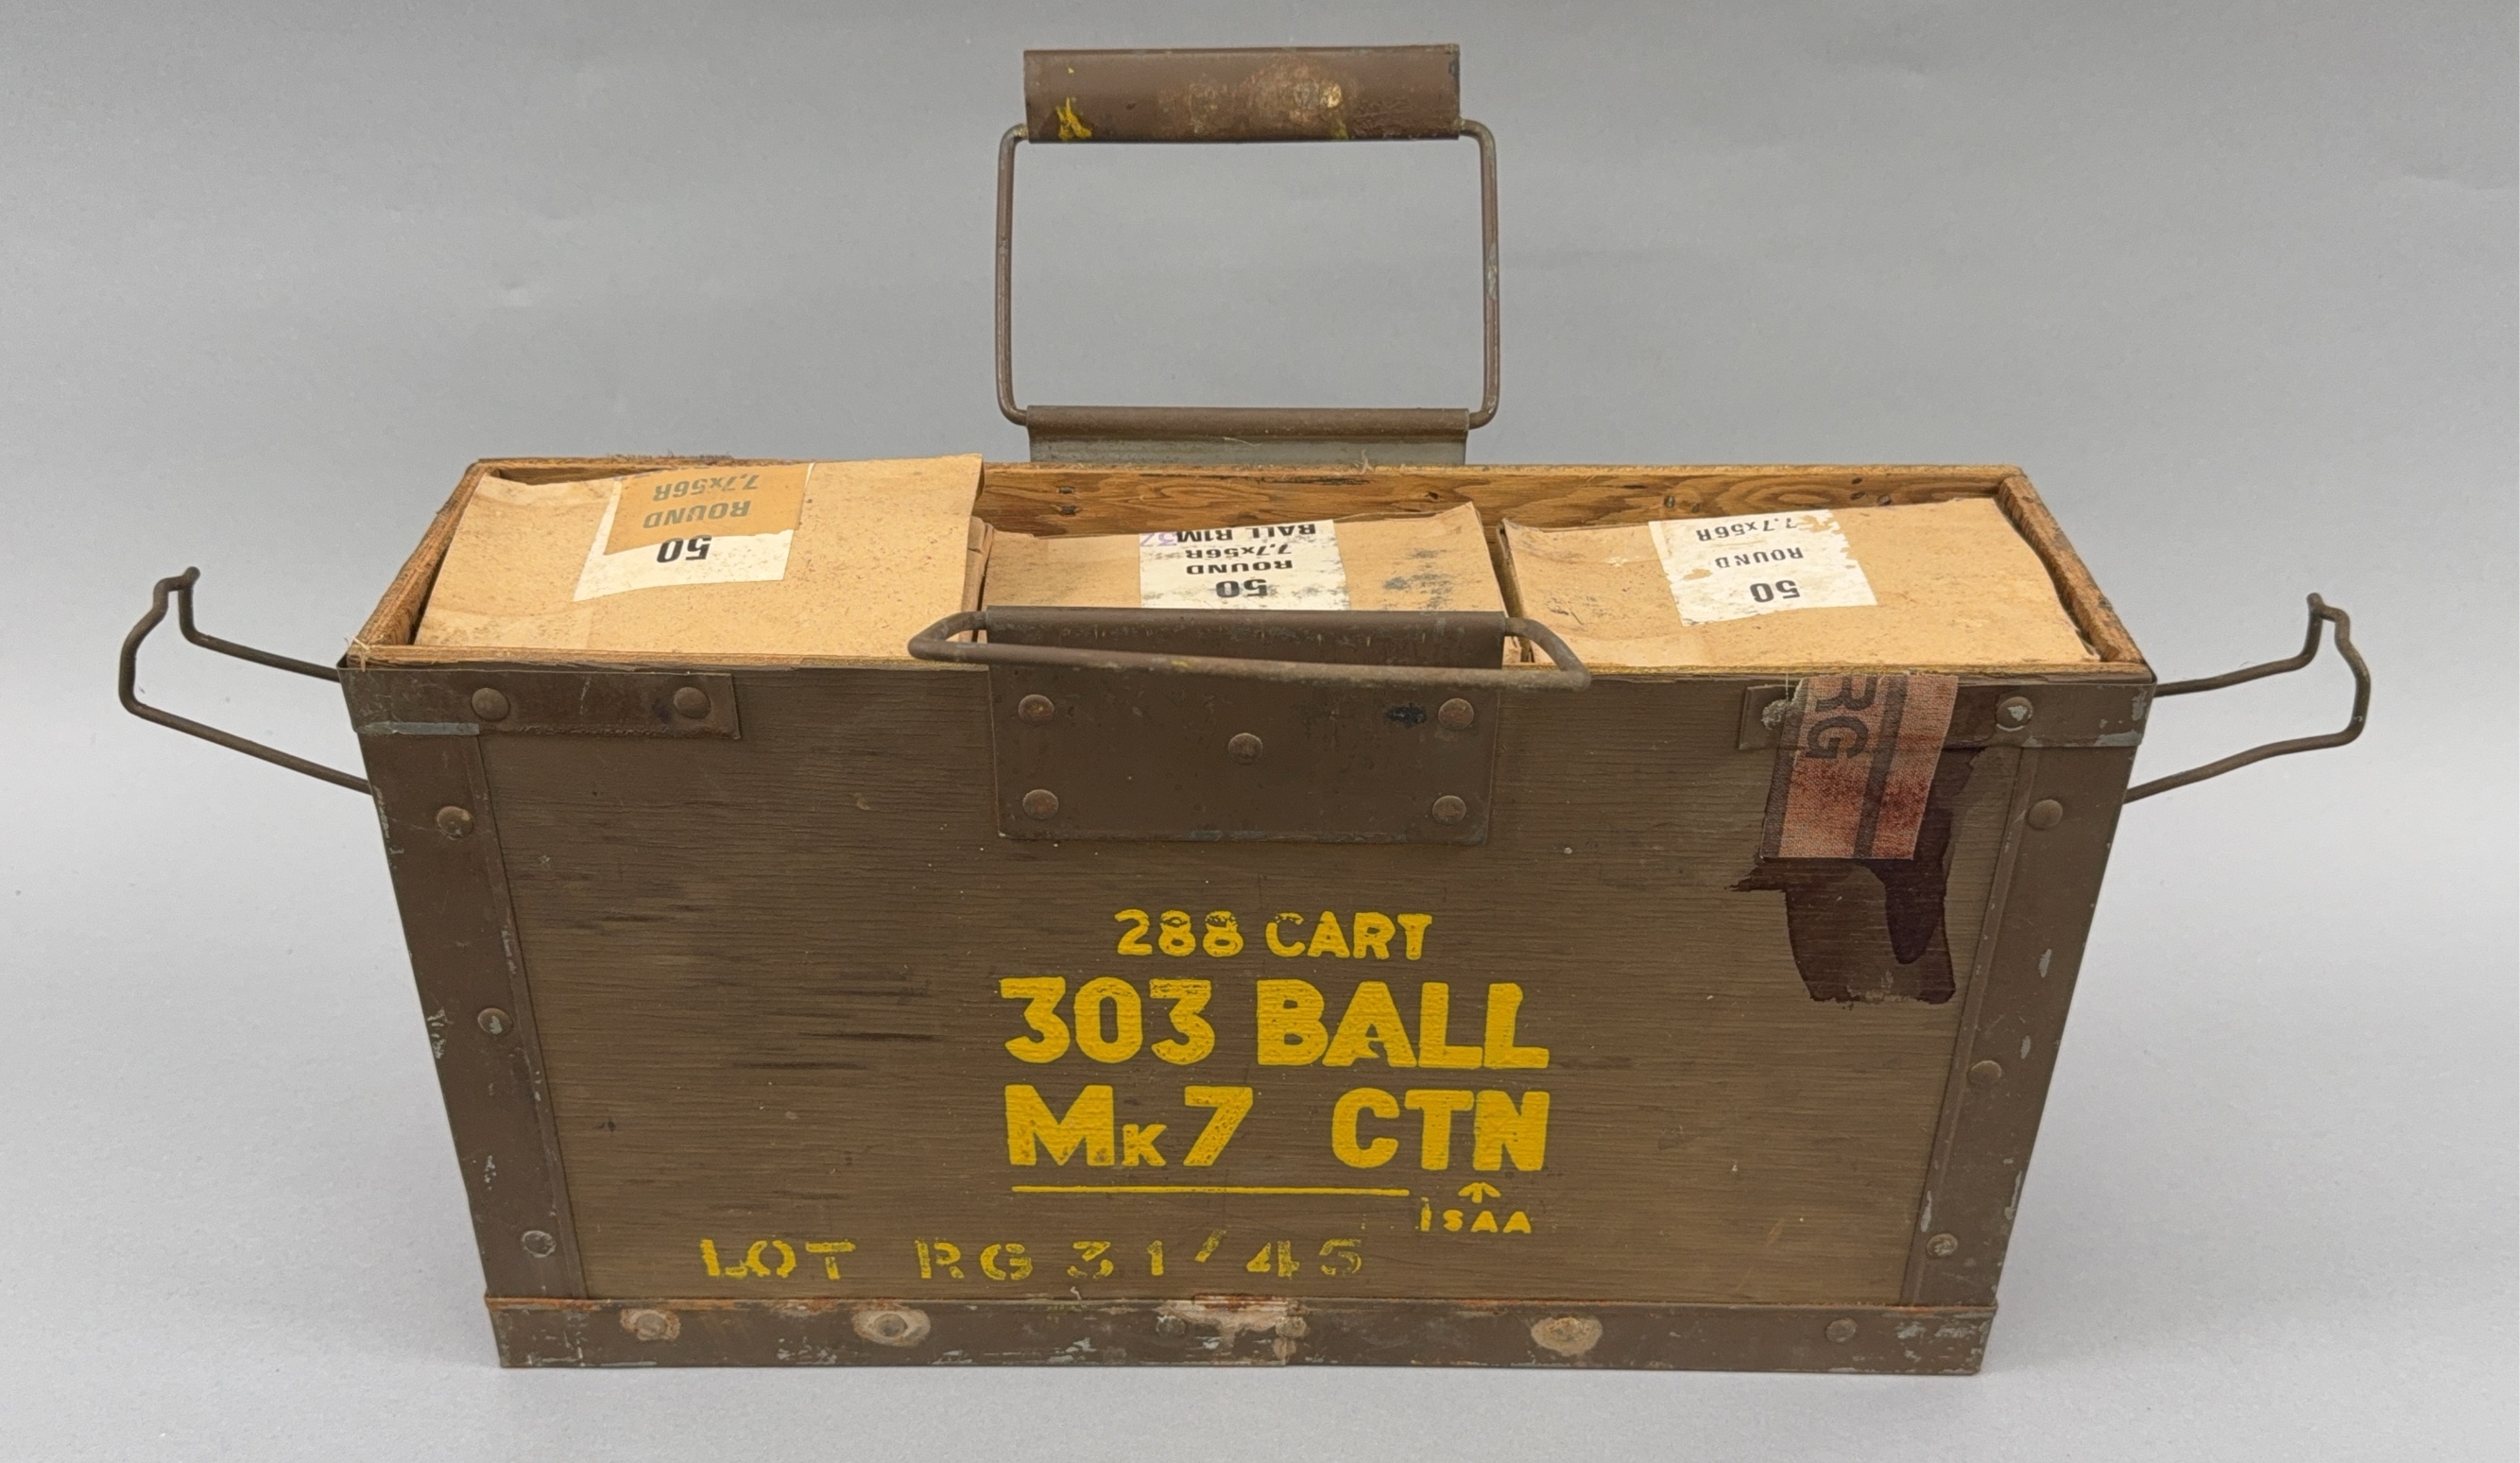 7.7x56R
ROUND
50
BALL RIM
7.7x56R
ROUND
50
7.7x56R
ROUND
50
RG
288 CART
303 BALL
MK7 CTN
ISAA
LOT RG 31/45